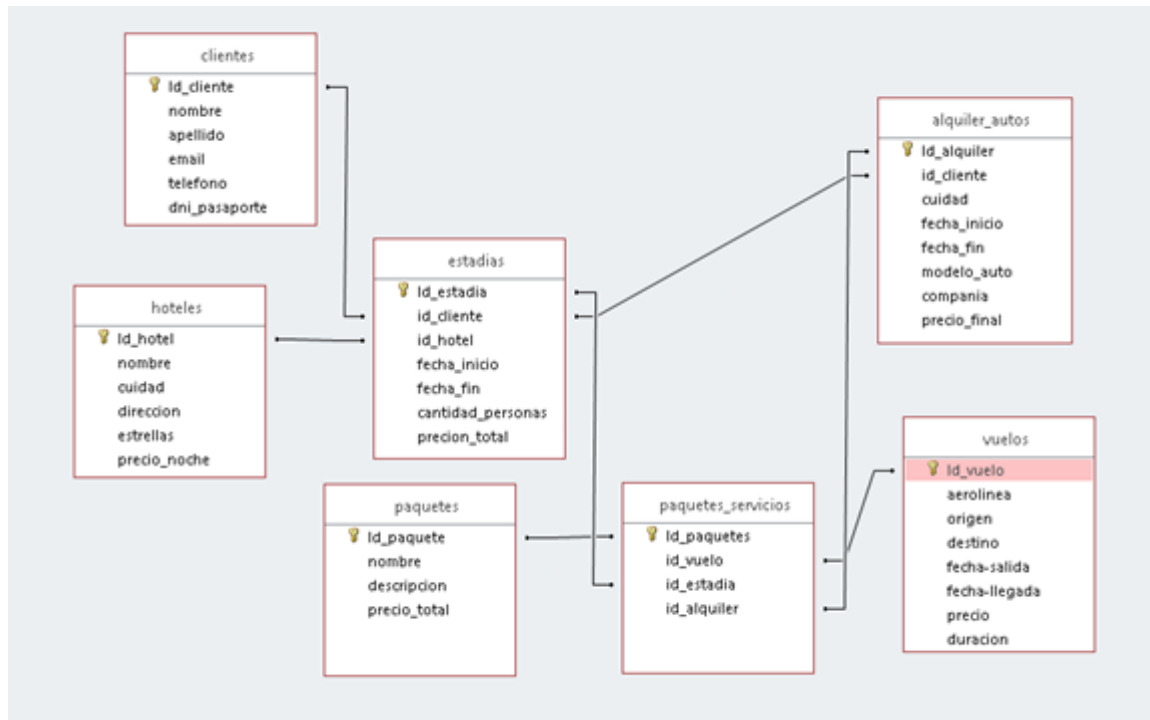 clientes
Id_cliente
nombre
apellido
email
telefono
dni_pasaporte
hoteles
Id_hotel
nombre
cuidad
direccion
estrellas
precio_noche
estadias
Id_estadia
id_cliente
id_hotel
fecha_inicio
fecha_fin
cantidad_personas
precion_total
alquiler_autos
Id_alquiler
id_cliente
cuidad
fecha_inicio
fecha_fin
modelo_auto
compania
precio_final
paquetes
Id_paquete
nombre
descripcion
precio_total
paquetes_servicios
Id_paquetes
id_vuelo
id_estadia
id_alquiler
vuelos
Id_vuelo
aerolinea
origen
destino
fecha-salida
fecha-llegada
precio
duracion